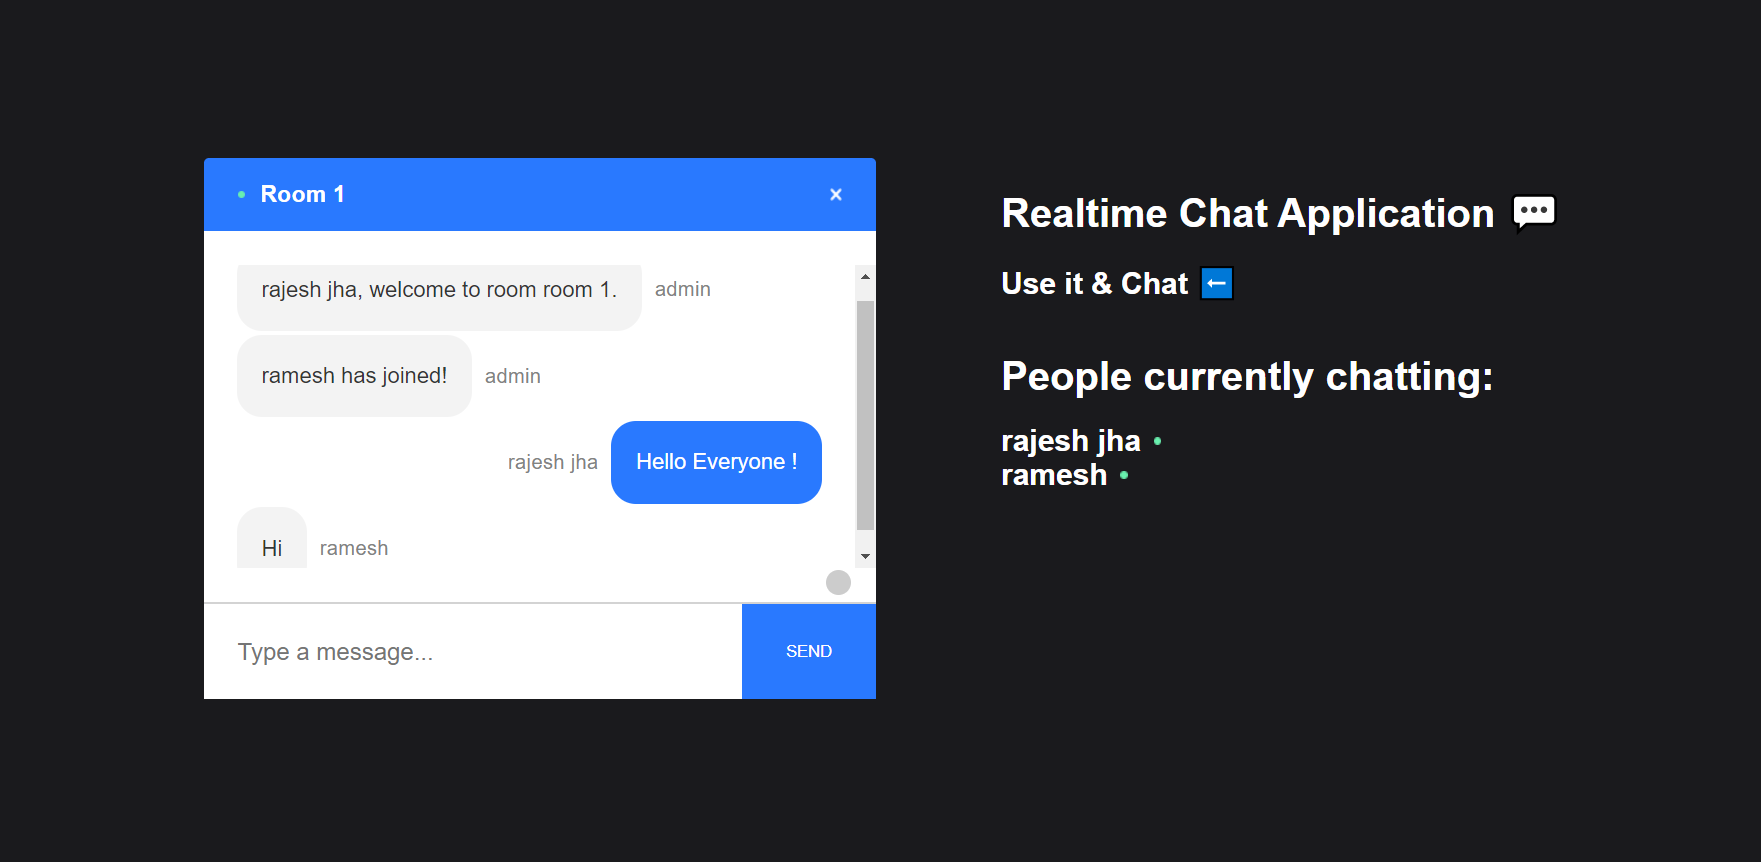 Room 1
rajesh jha, welcome to room room 1. admin
ramesh has joined! admin
rajesh jha Hello Everyone !
Hi ramesh
Type a message...
SEND
Realtime Chat Application
Use it & Chat
People currently chatting:
rajesh jha
ramesh